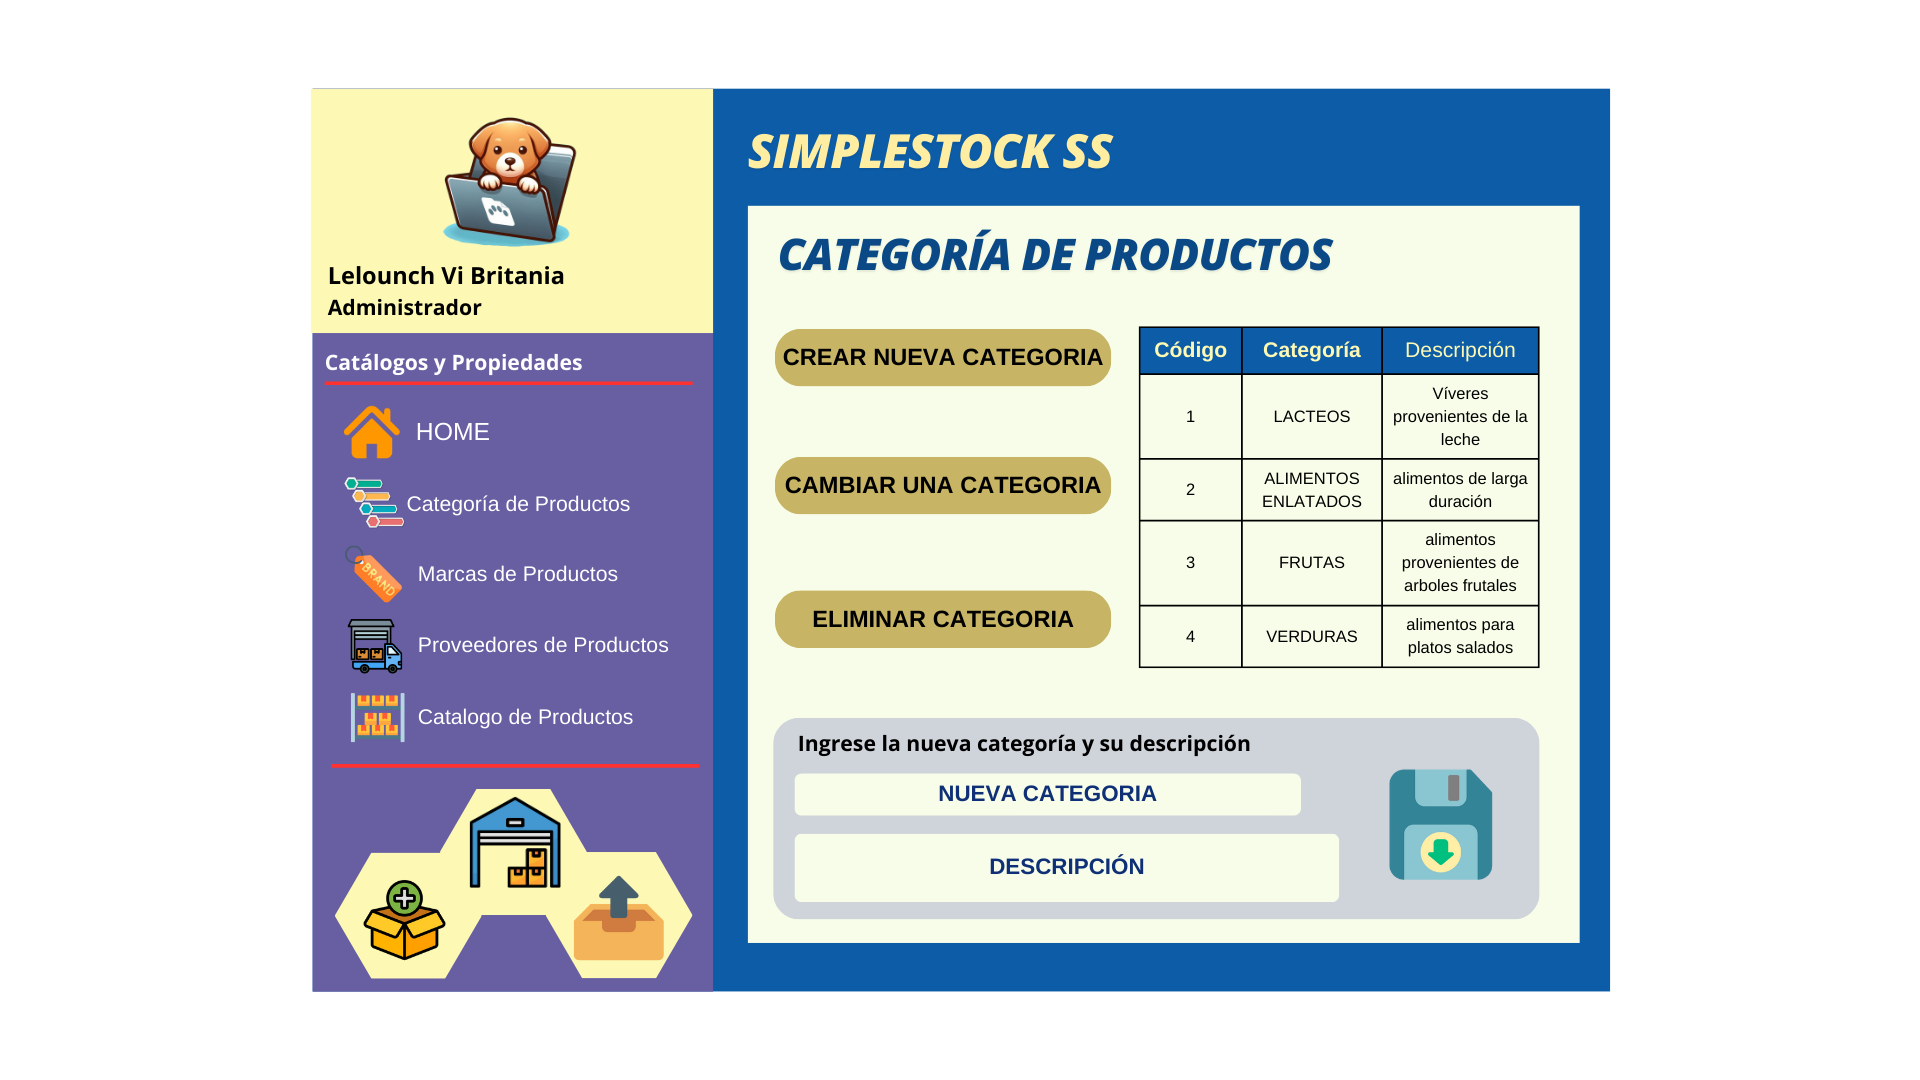 Lelounch Vi Britania
Administrador
Catálogos y Propiedades
HOME
Categoría de Productos
BRAND
Marcas de Productos
Proveedores de Productos
Catalogo de Productos
SIMPLESTOCK SS
CATEGORÍA DE PRODUCTOS
CREAR NUEVA CATEGORIA
CAMBIAR UNA CATEGORIA
ELIMINAR CATEGORIA
Código Categoría Descripción
1 LACTEOS Víveres
provenientes de la
leche
2 ALIMENTOS
ENLATADOS alimentos de larga
duración
3 FRUTAS alimentos
provenientes de
arboles frutales
4 VERDURAS alimentos para
platos salados
Ingrese la nueva categoría y su descripción
NUEVA CATEGORIA
DESCRIPCIÓN